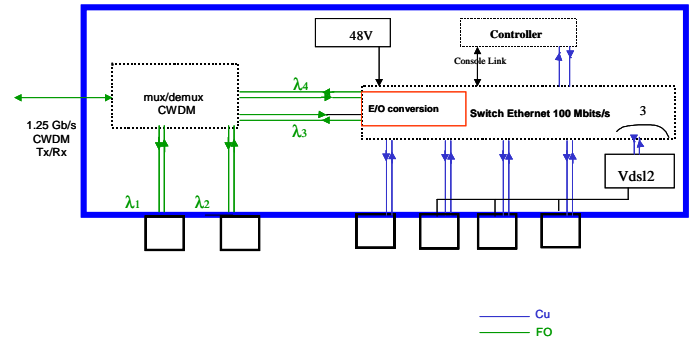 48V
Controller
Console Link
λ4
mux/demux
CWDM
E/O conversion
Switch Ethernet 100 Mbits/s
3
1.25 Gb/s
CWDM
Tx/Rx
λ3
Vdsl2
λ1
λ2
Cu
FO